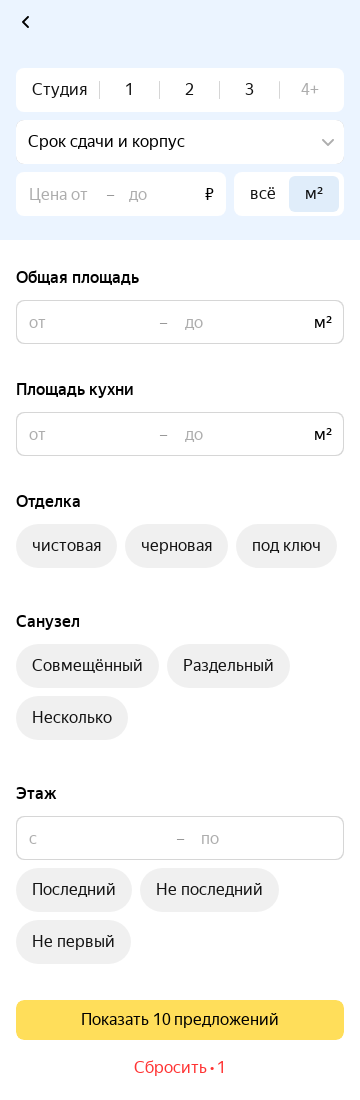 Студия 1 2 3 4+
Срок сдачи и корпус
Цена от – до ₽ всё м²
Общая площадь
от – до м²
Площадь кухни
от – до м²
Отделка
чистовая черновая под ключ
Санузел
Совмещённый Раздельный
Несколько
Этаж
с – по
Последний Не последний
Не первый
Показать 10 предложений
Сбросить • 1